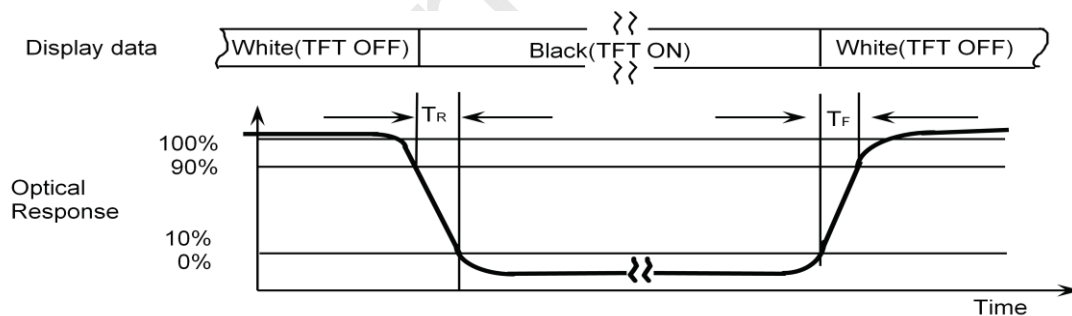 Display data
White(TFT OFF)
Black(TFT ON)
White(TFT OFF)
TR
TF
100%
90%
Optical
Response
10%
0%
Time